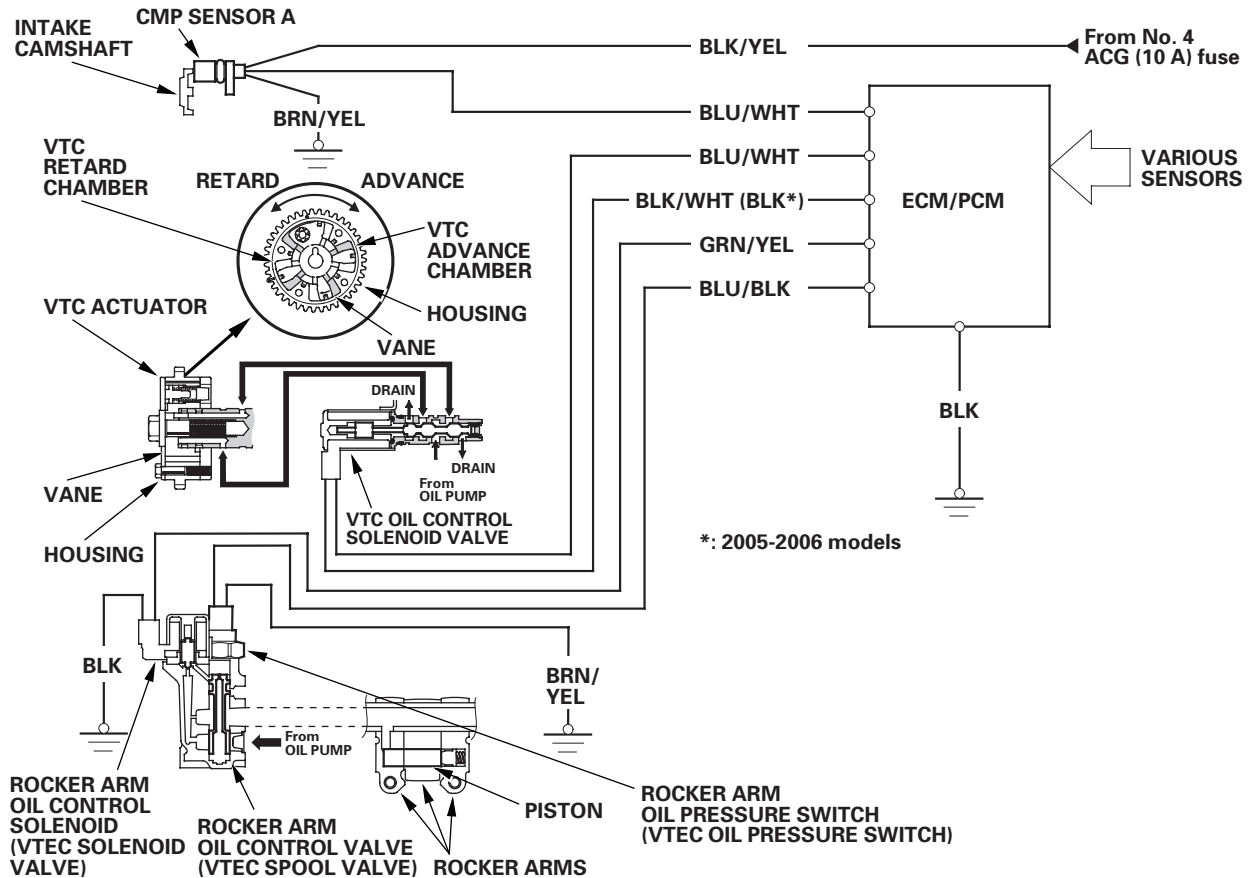 INTAKE
CAMSHAFT
CMP SENSOR A
BLK/YEL
From No. 4
ACG (10 A) fuse
BRN/YEL
BLU/WHT
BLU/WHT
BLK/WHT (BLK*)
GRN/YEL
BLU/BLK
ECM/PCM
VARIOUS
SENSORS
VTC
RETARD
CHAMBER
RETARD
ADVANCE
VTC
ADVANCE
CHAMBER
HOUSING
VANE
VTC ACTUATOR
DRAIN
DRAIN
From
OIL PUMP
VANE
HOUSING
VTC OIL CONTROL
SOLENOID VALVE
BLK
*: 2005-2006 models
BLK
BRN/
YEL
From
OIL PUMP
ROCKER ARM
OIL CONTROL
SOLENOID
(VTEC SOLENOID
VALVE)
ROCKER ARM
OIL CONTROL VALVE
(VTEC SPOOL VALVE)
ROCKER ARMS
PISTON
ROCKER ARM
OIL PRESSURE SWITCH
(VTEC OIL PRESSURE SWITCH)